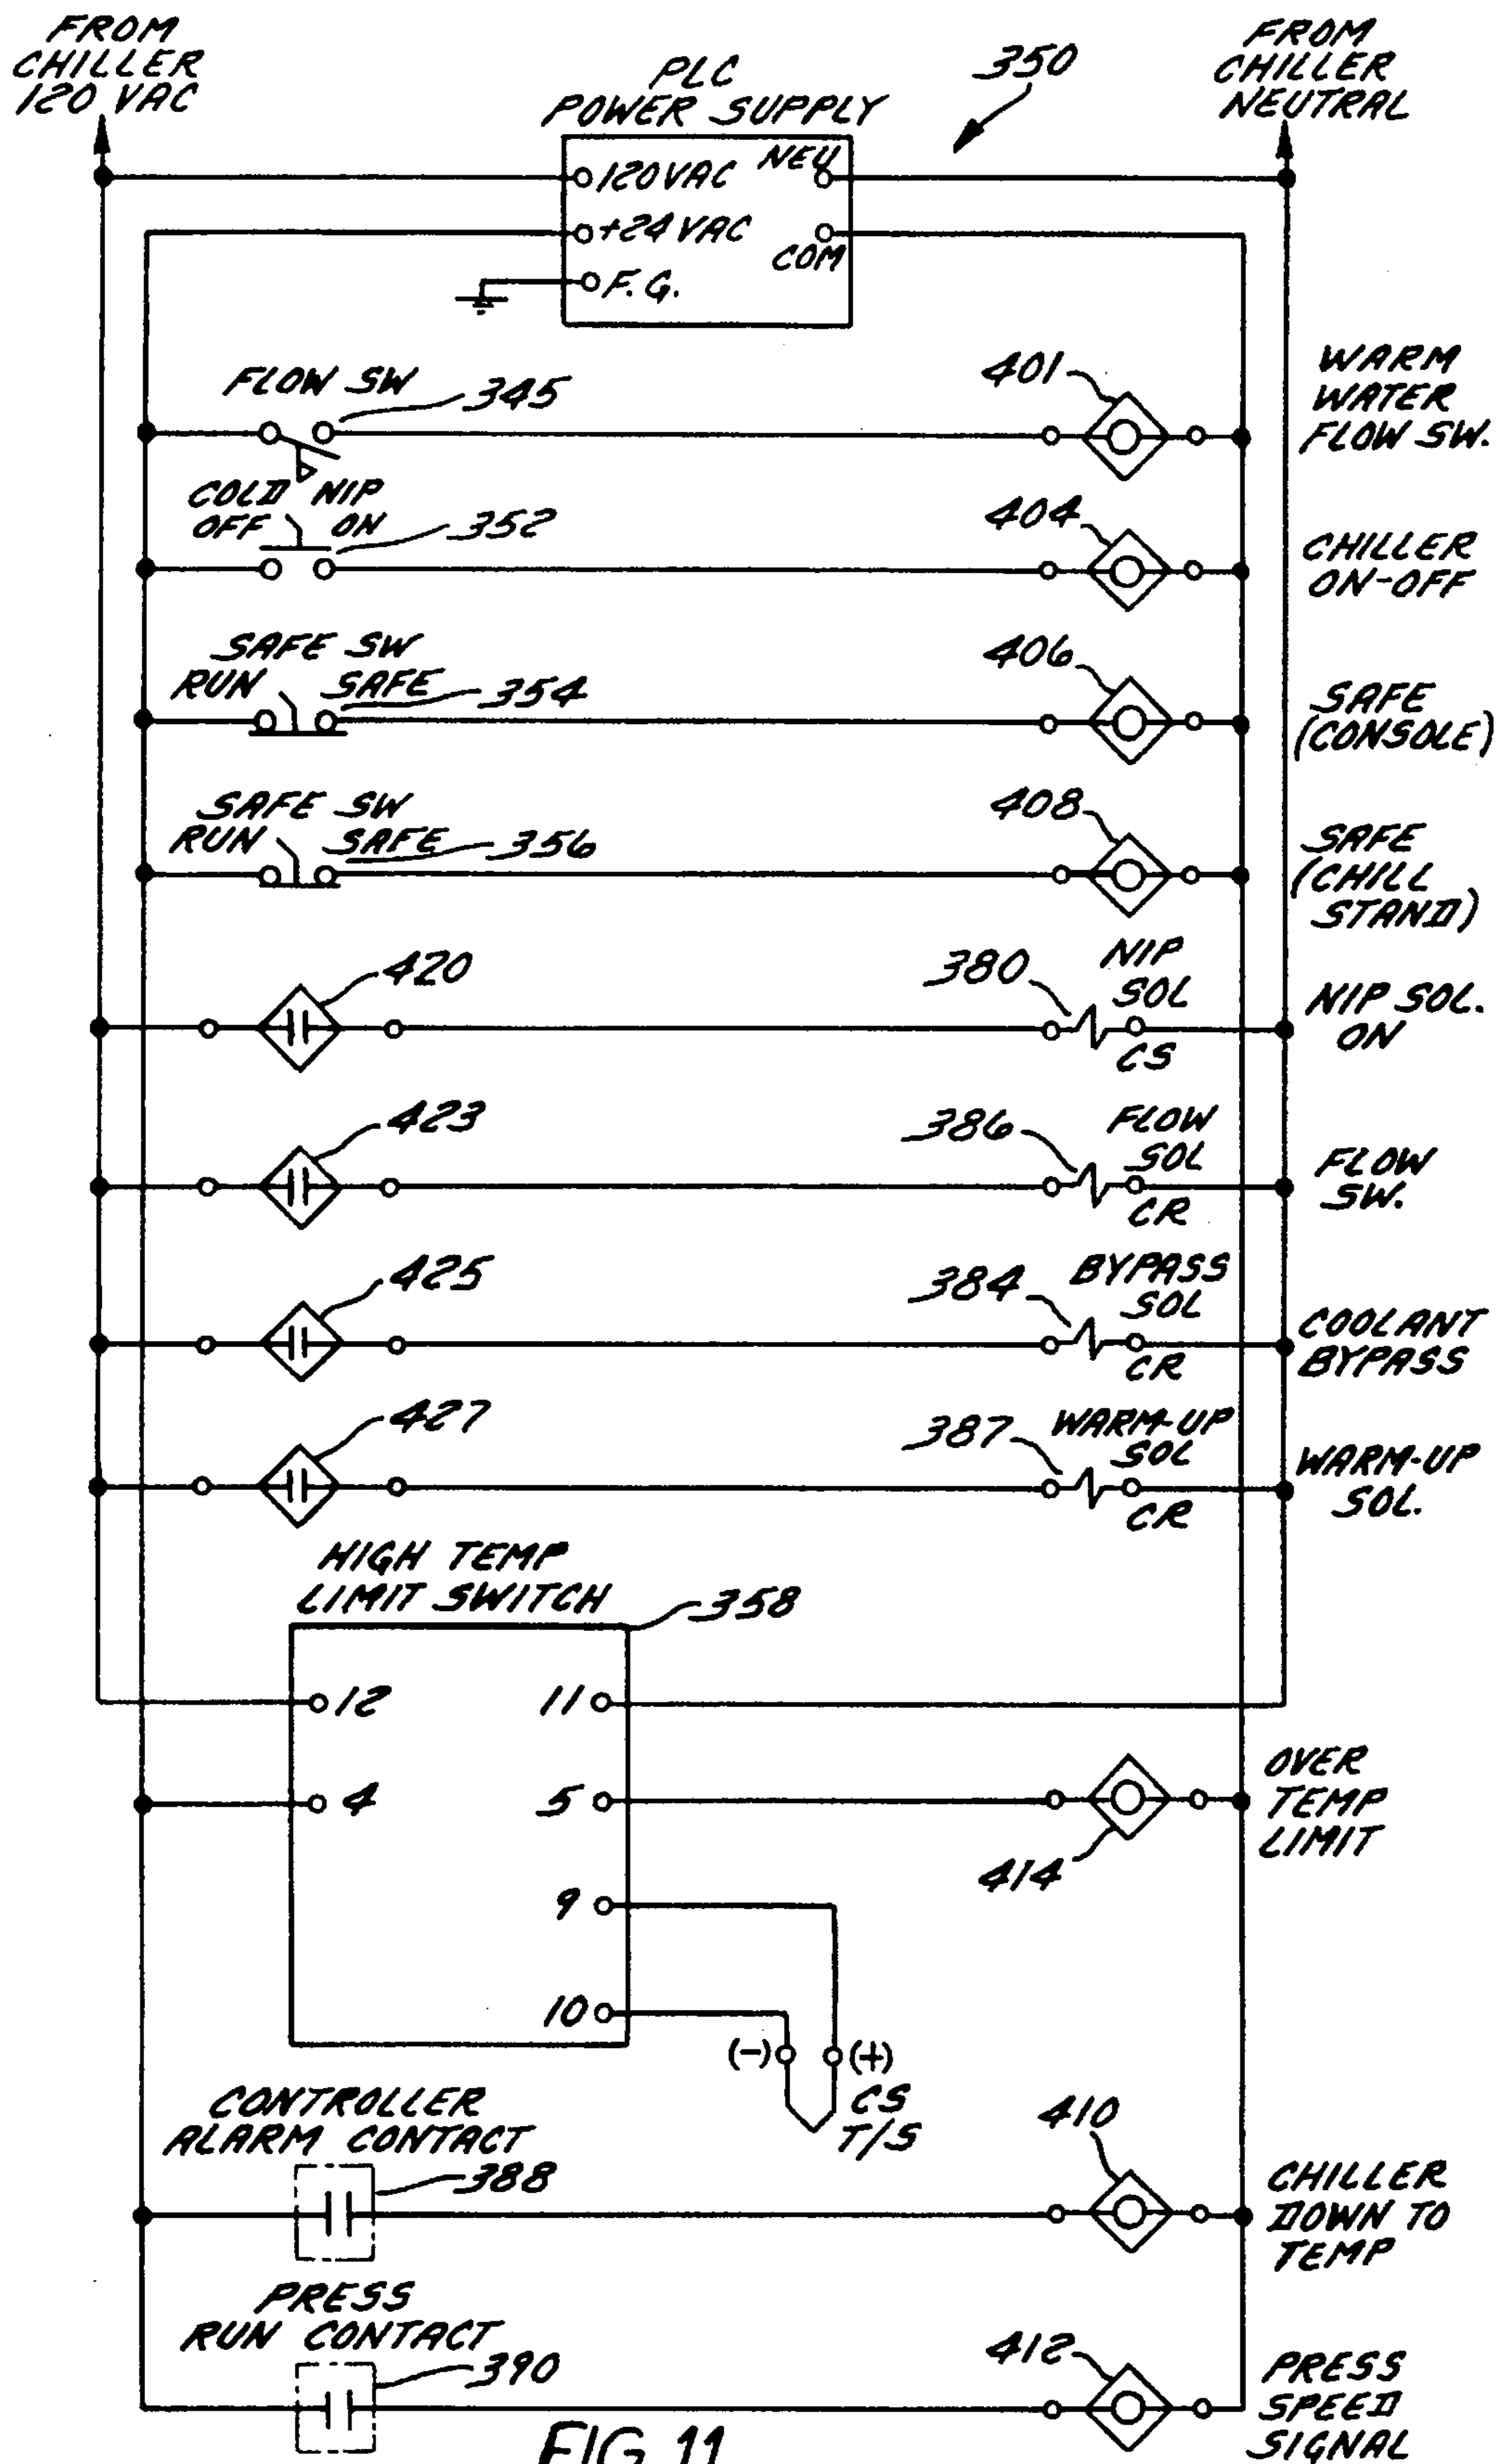 FROM
CHILLER
120 VAC
PLC
POWER SUPPLY
350
FROM
CHILLER
NEUTRAL
120VAC
NEU
+24 VAC
COM
F.G.
FLOW SW
345
401
WARM
WATER
FLOW SW.
COLD NIP
OFF ON
352
404
CHILLER
ON-OFF
SAFE SW
RUN SAFE
354
406
SAFE
(CONSOLE)
SAFE SW
RUN SAFE
356
408
SAFE
(CHILL
STAND)
420
380
NIP
SOL
CS
NIP SOL.
ON
423
386
FLOW
SOL
CR
FLOW
SW.
425
384
BYPASS
SOL
CR
COOLANT
BYPASS
427
387
WARM-UP
SOL
CR
WARM-UP
SOL.
HIGH TEMP
LIMIT SWITCH
358
12
11
4
5
414
OVER
TEMP
LIMIT
9
10
(-)
(+)
CS
T/S
CONTROLLER
ALARM CONTACT
388
410
CHILLER
DOWN TO
TEMP
PRESS
RUN CONTACT
390
412
PRESS
SPEED
SIGNAL
FIG. 11